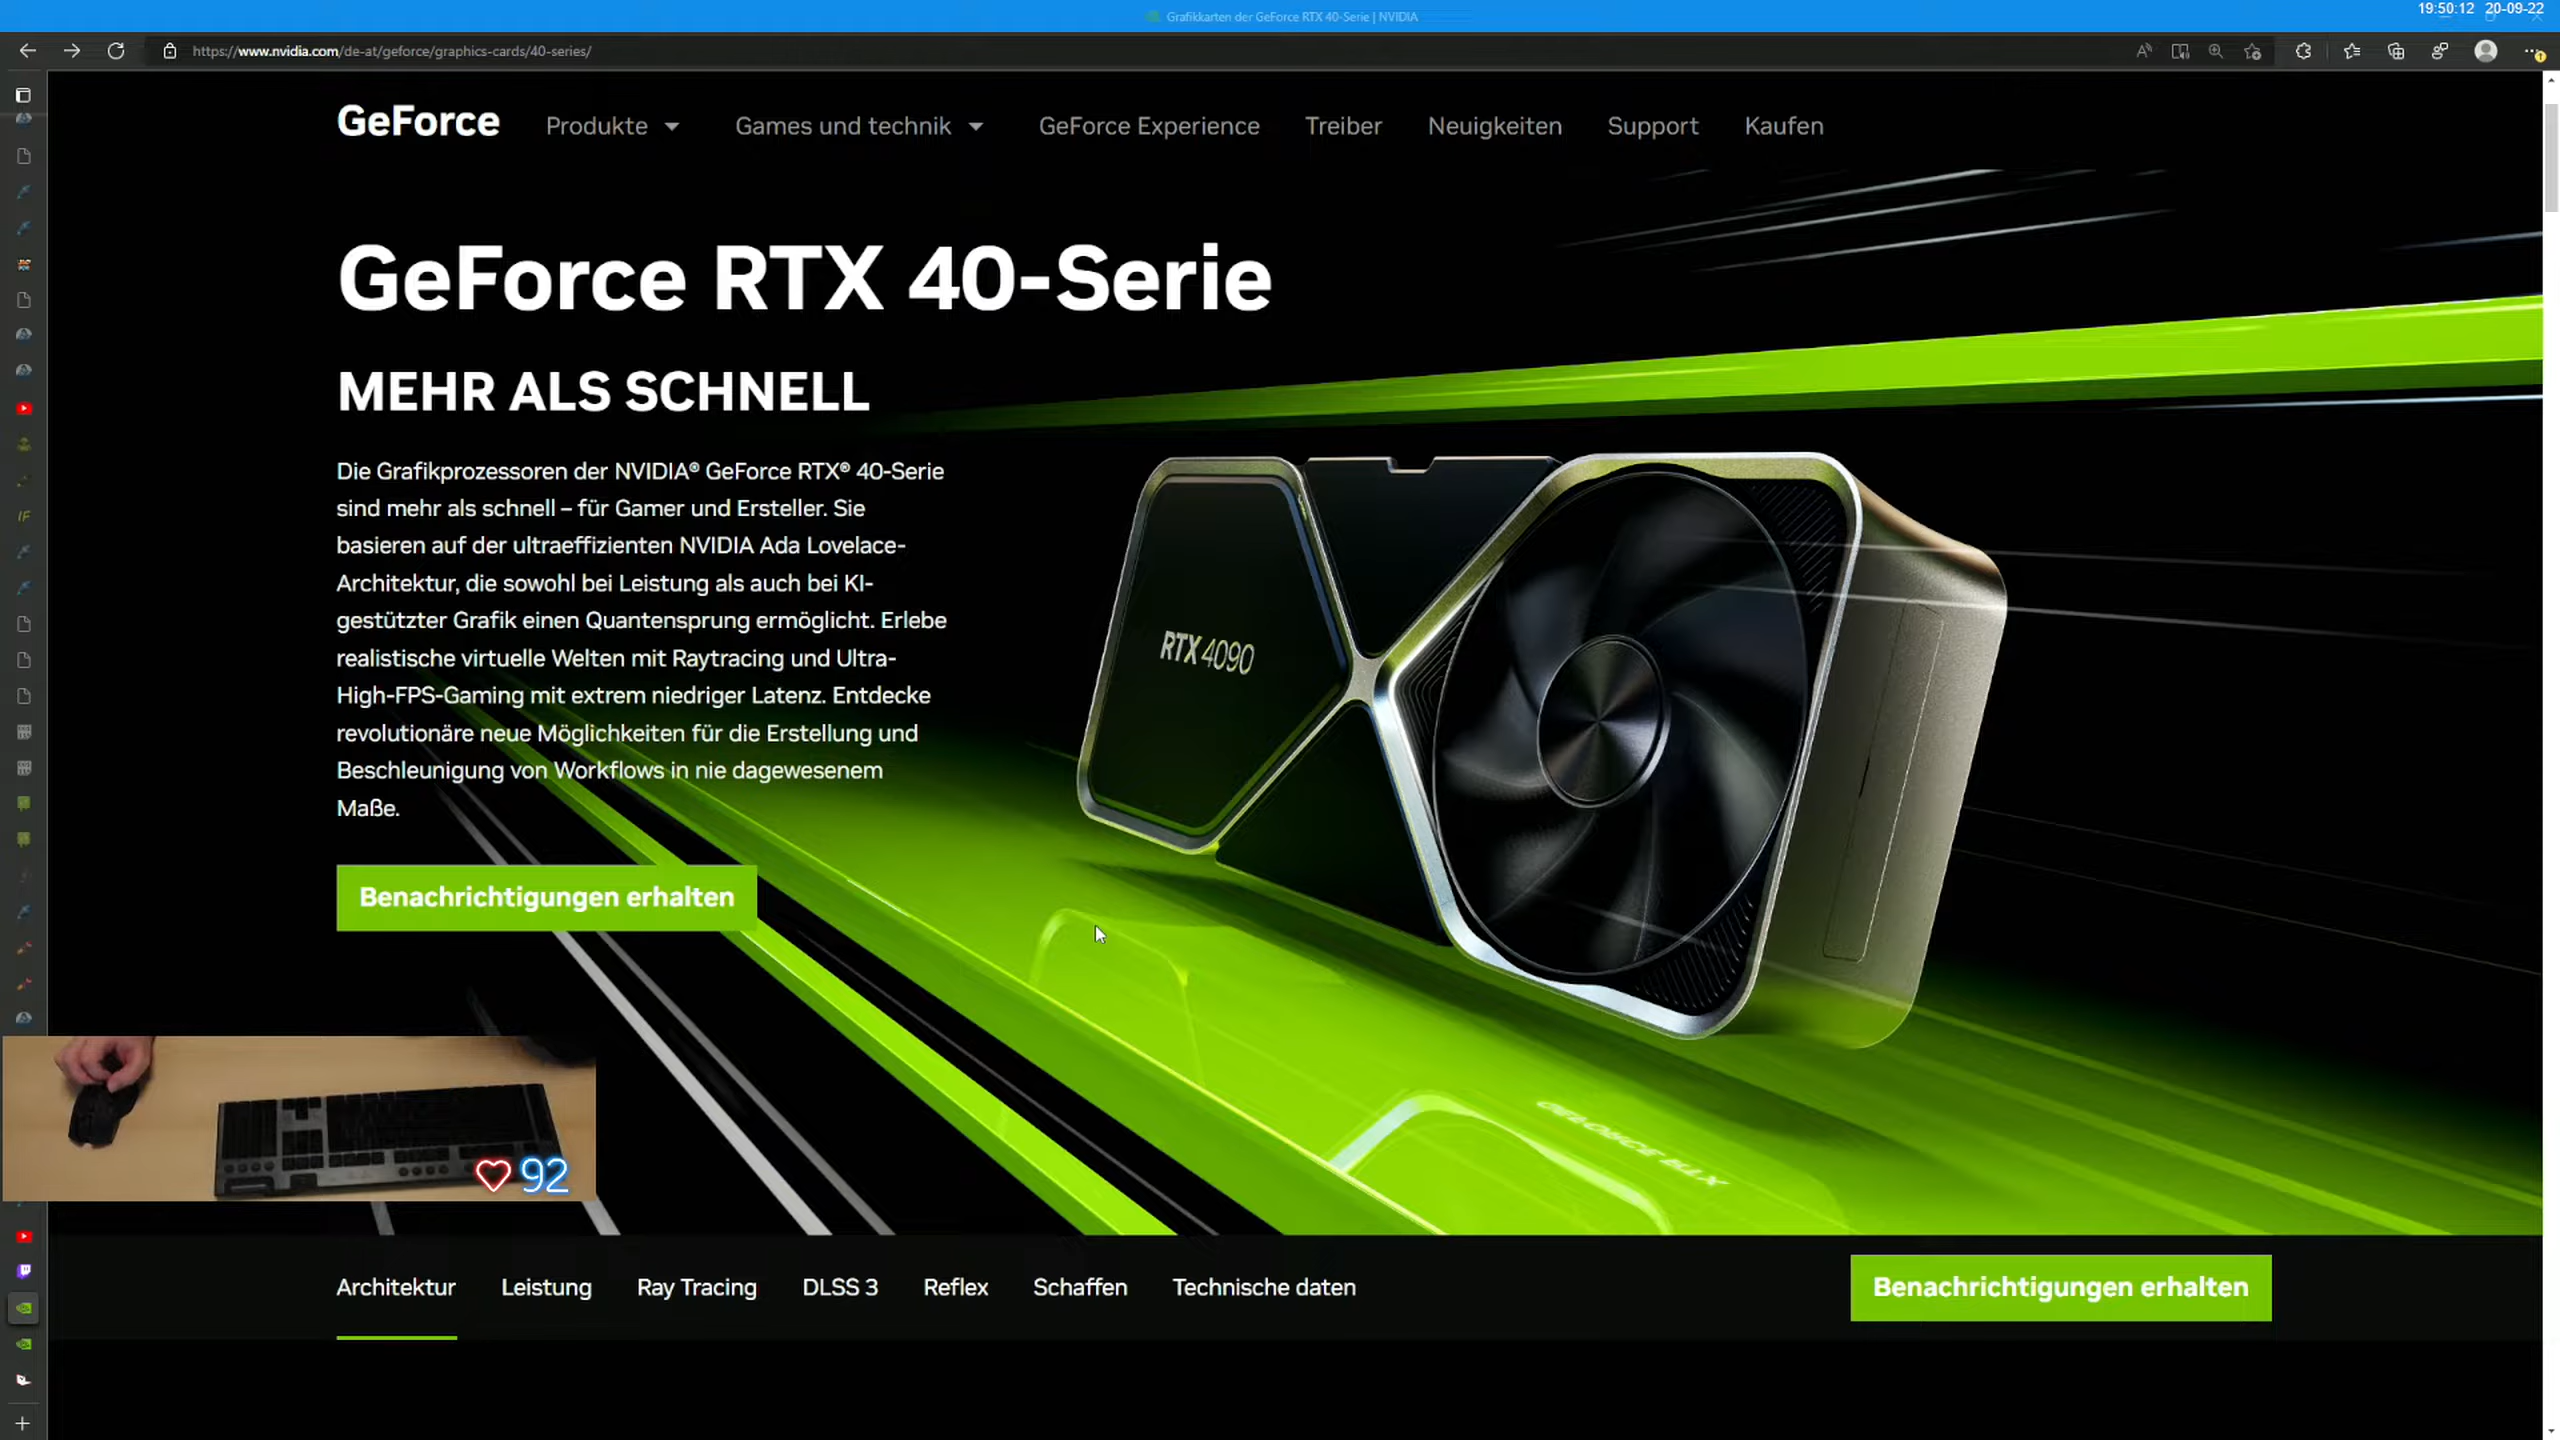 Grafikkarten der GeForce RTX 40-Serie | NVIDIA
19:50:12 20-09-22
https://www.nvidia.com/de-at/geforce/graphics-cards/40-series/
GeForce Produkte Games und technik GeForce Experience Treiber Neuigkeiten Support Kaufen
GeForce RTX 40-Serie
MEHR ALS SCHNELL
Die Grafikprozessoren der NVIDIA® GeForce RTX® 40-Serie
sind mehr als schnell – für Gamer und Ersteller. Sie
basieren auf der ultraeffizienten NVIDIA Ada Lovelace-
Architektur, die sowohl bei Leistung als auch bei KI-
gestützter Grafik einen Quantensprung ermöglicht. Erlebe
realistische virtuelle Welten mit Raytracing und Ultra-
High-FPS-Gaming mit extrem niedriger Latenz. Entdecke
revolutionäre neue Möglichkeiten für die Erstellung und
Beschleunigung von Workflows in nie dagewesenem
Maße.
Benachrichtigungen erhalten
RTX 4090
GEFORCE RTX
92
Architektur Leistung Ray Tracing DLSS 3 Reflex Schaffen Technische daten
Benachrichtigungen erhalten